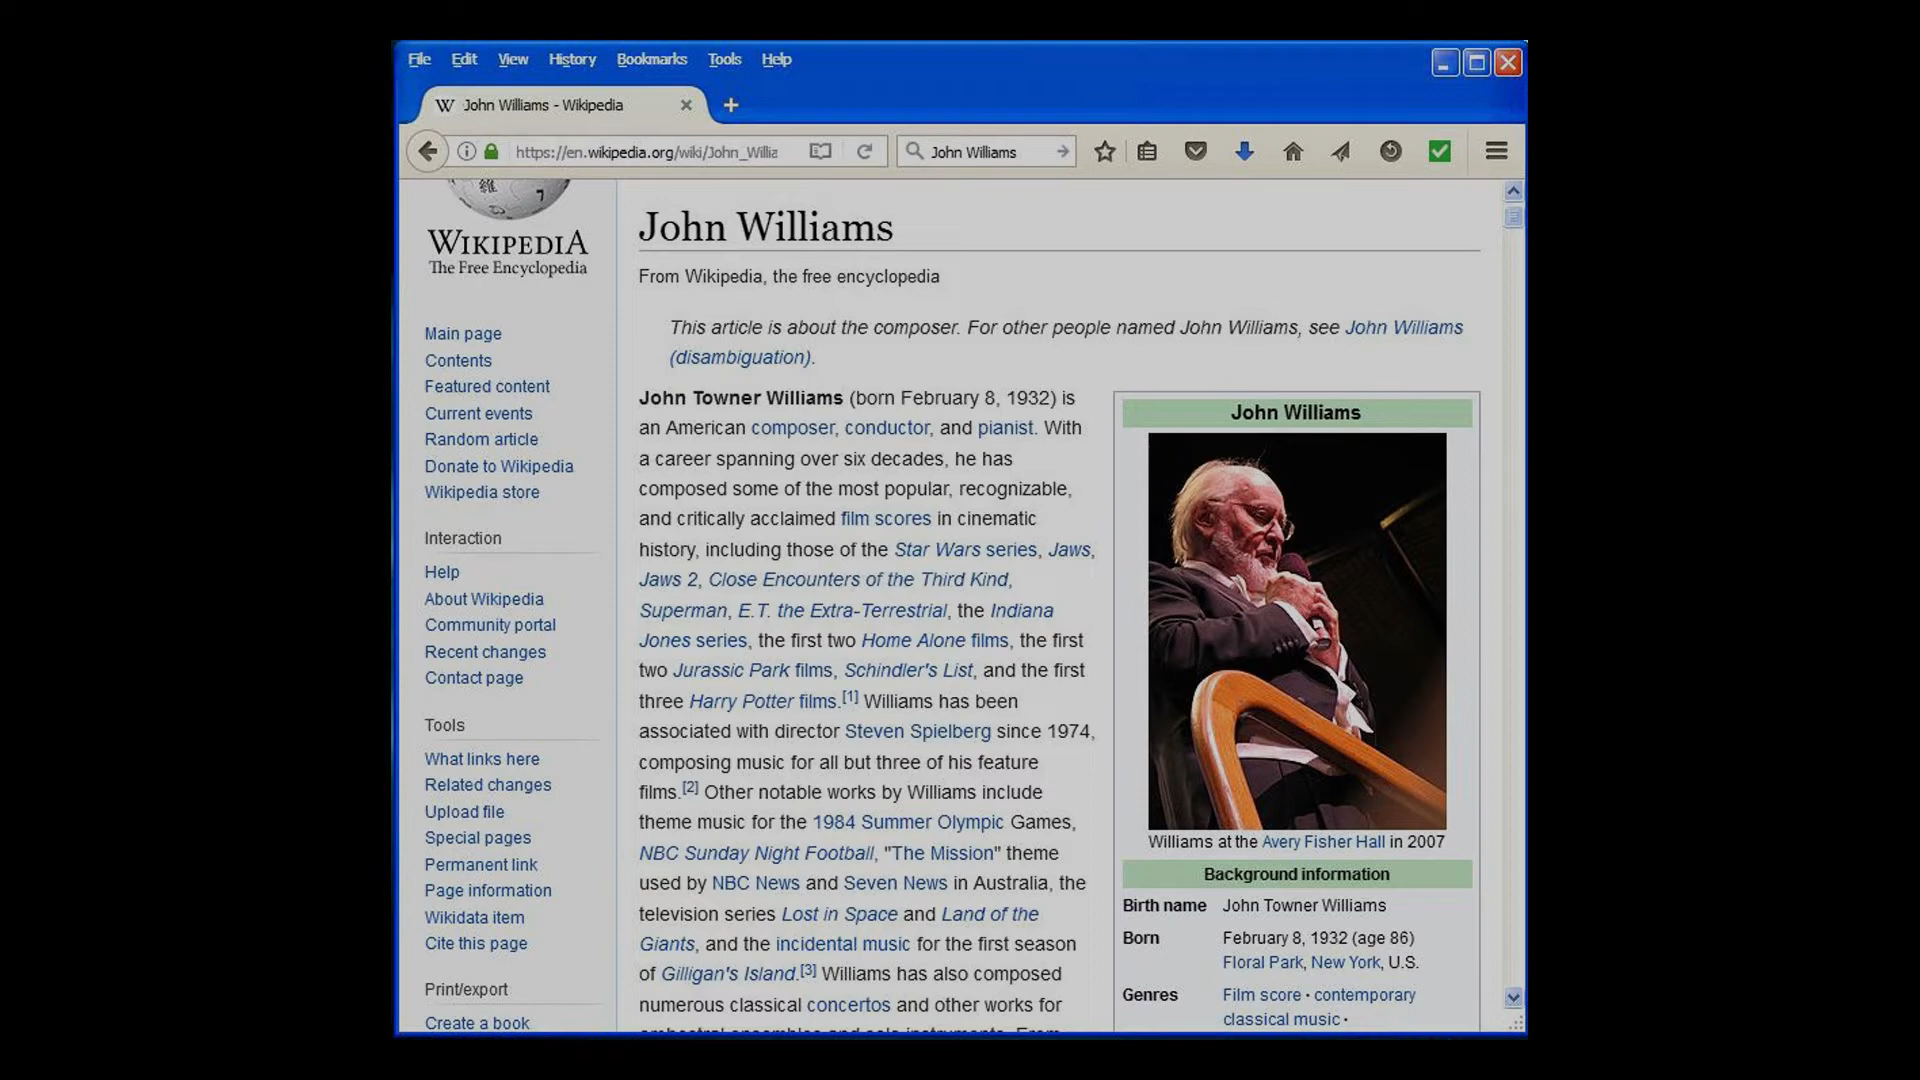 File Edit View History Bookmarks Tools Help
W John Williams - Wikipedia
https://en.wikipedia.org/wiki/John_Willia
John Williams
WIKIPEDIA
The Free Encyclopedia
Main page
Contents
Featured content
Current events
Random article
Donate to Wikipedia
Wikipedia store
Interaction
Help
About Wikipedia
Community portal
Recent changes
Contact page
Tools
What links here
Related changes
Upload file
Special pages
Permanent link
Page information
Wikidata item
Cite this page
Print/export
Create a book
John Williams
From Wikipedia, the free encyclopedia
This article is about the composer. For other people named John Williams, see John Williams
(disambiguation).
John Towner Williams (born February 8, 1932) is
an American composer, conductor, and pianist. With
a career spanning over six decades, he has
composed some of the most popular, recognizable,
and critically acclaimed film scores in cinematic
history, including those of the Star Wars series, Jaws,
Jaws 2, Close Encounters of the Third Kind,
Superman, E.T. the Extra-Terrestrial, the Indiana
Jones series, the first two Home Alone films, the first
two Jurassic Park films, Schindler's List, and the first
three Harry Potter films.[1] Williams has been
associated with director Steven Spielberg since 1974,
composing music for all but three of his feature
films.[2] Other notable works by Williams include
theme music for the 1984 Summer Olympic Games,
NBC Sunday Night Football, "The Mission" theme
used by NBC News and Seven News in Australia, the
television series Lost in Space and Land of the
Giants, and the incidental music for the first season
of Gilligan's Island.[3] Williams has also composed
numerous classical concertos and other works for
orchestral ensembles and solo instruments. From
John Williams
Williams at the Avery Fisher Hall in 2007
Background information
Birth name John Towner Williams
Born February 8, 1932 (age 86)
Floral Park, New York, U.S.
Genres Film score · contemporary
classical music ·